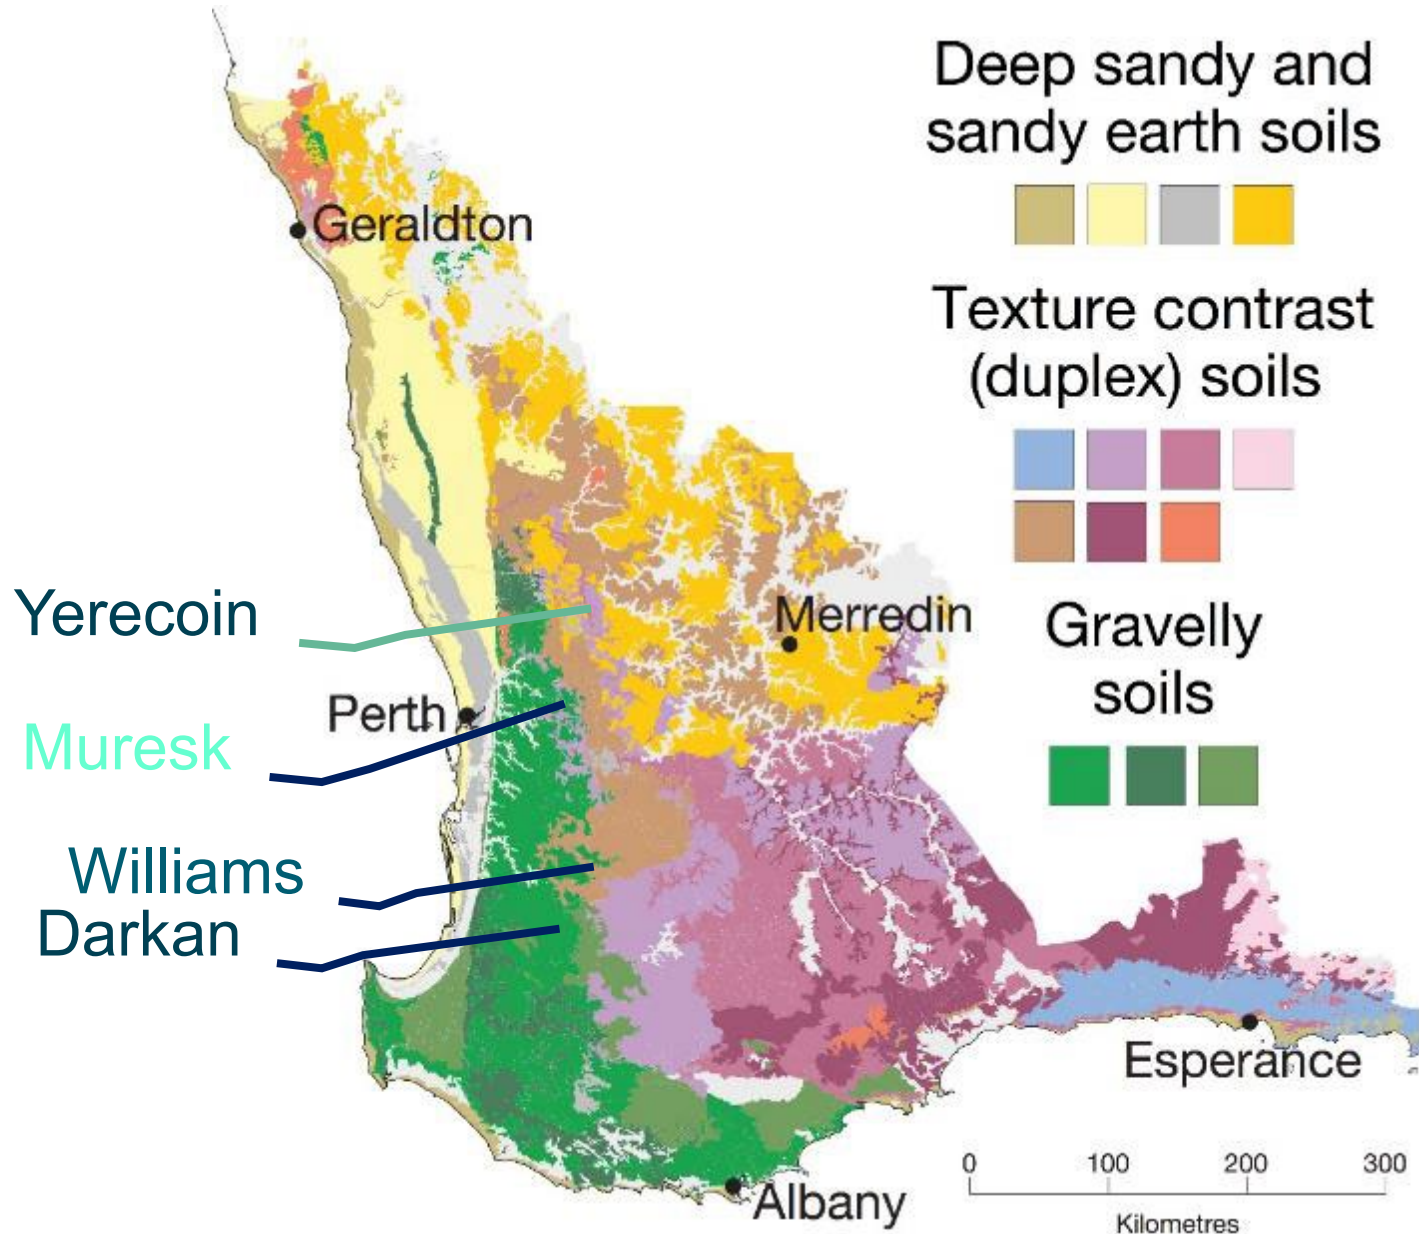 Deep sandy and
sandy earth soils
Geraldton
Texture contrast
(duplex) soils
Yerecoin
Merredin
Gravelly
soils
Perth
Muresk
Williams
Darkan
Esperance
Albany
0 100 200 300
Kilometres